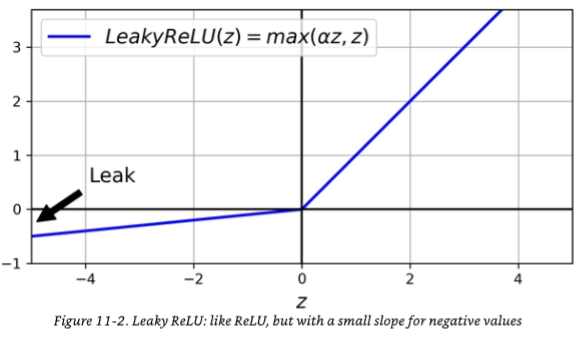 LeakyReLU(z) = max(αz, z)
3
2
1
Leak
0
−1
−4 −2 0 2 4
z
Figure 11-2. Leaky ReLU: like ReLU, but with a small slope for negative values